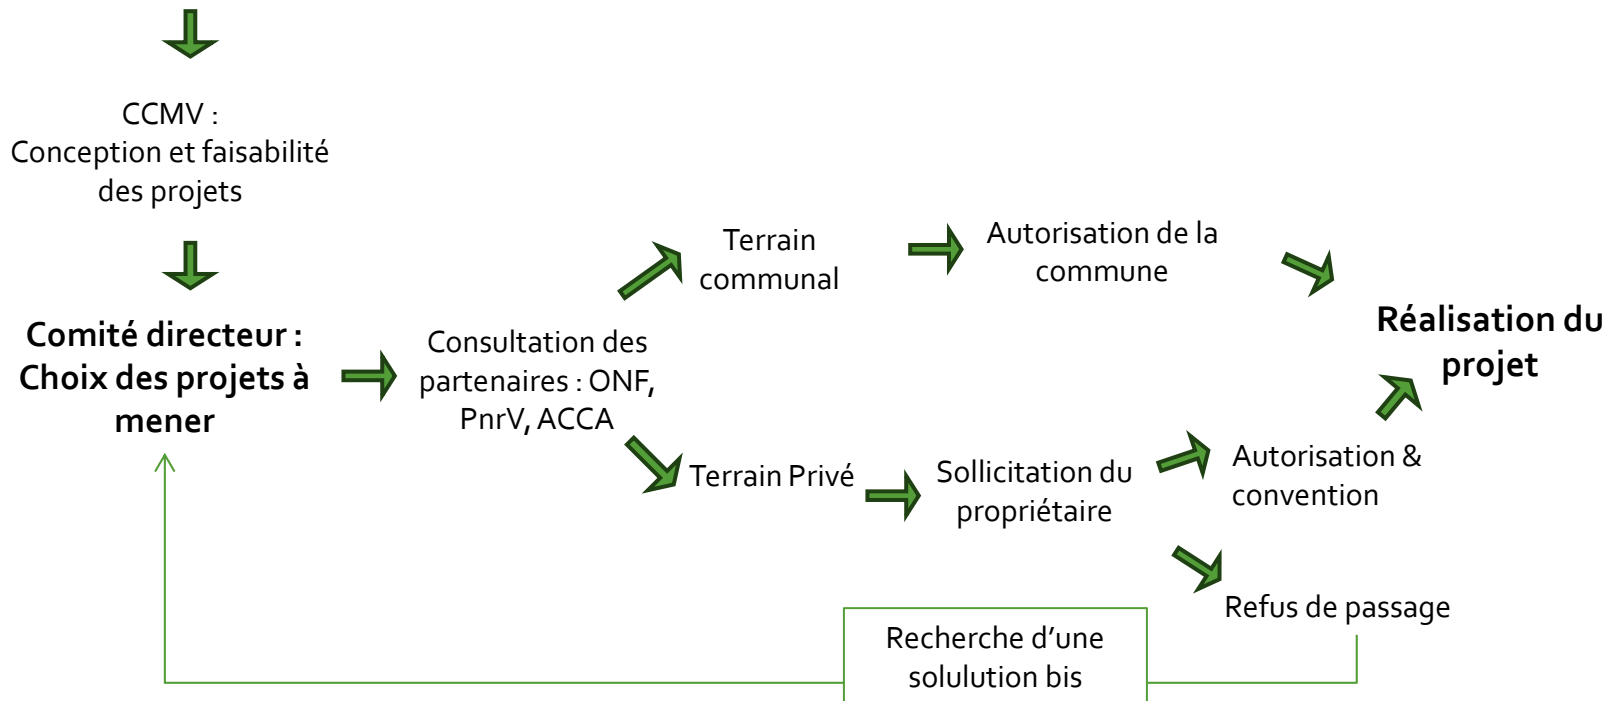 CCMV :
Conception et faisabilité
des projets
Comité directeur :
Choix des projets à
mener
Consultation des
partenaires : ONF,
PnrV, ACCA
Terrain
communal
Autorisation de la
commune
Réalisation du
projet
Terrain Privé
Sollicitation du
propriétaire
Autorisation &
convention
Refus de passage
Recherche d’une
solulution bis